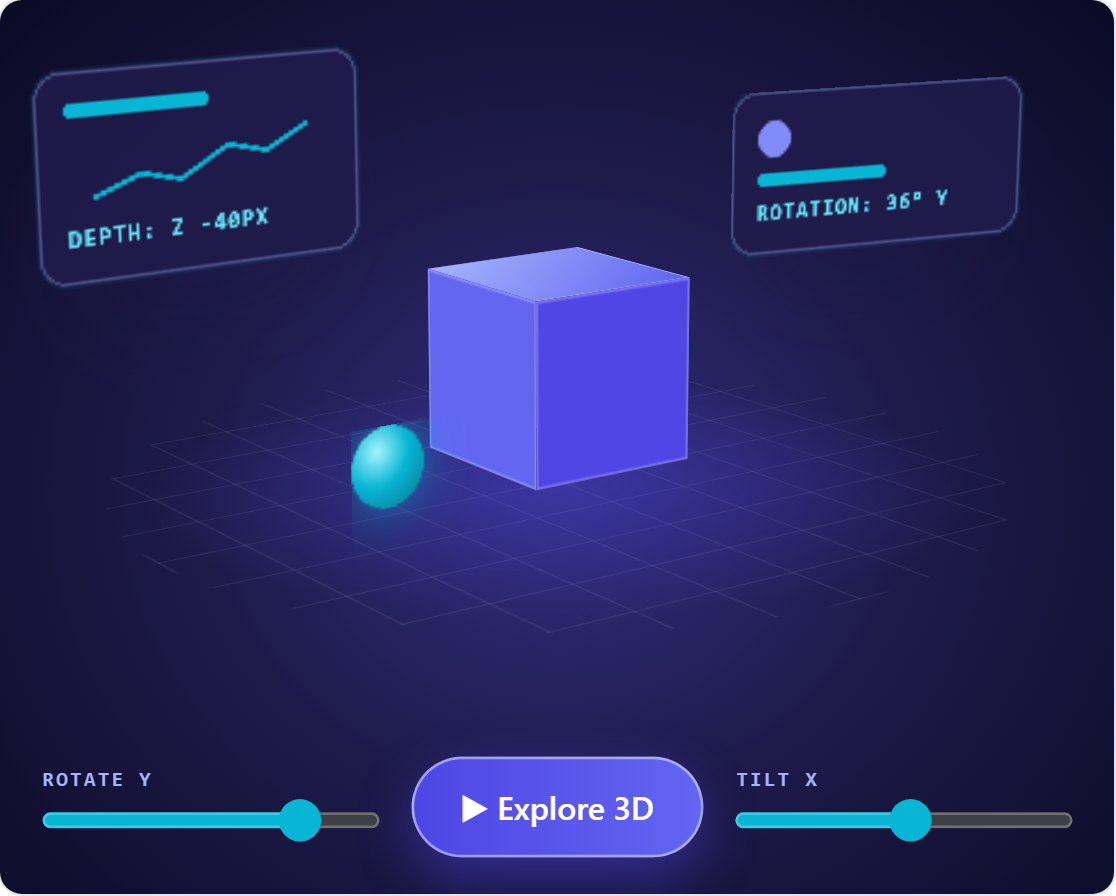 DEPTH: Z -40PX
ROTATION: 36° Y
ROTATE Y
▶ Explore 3D
TILT X